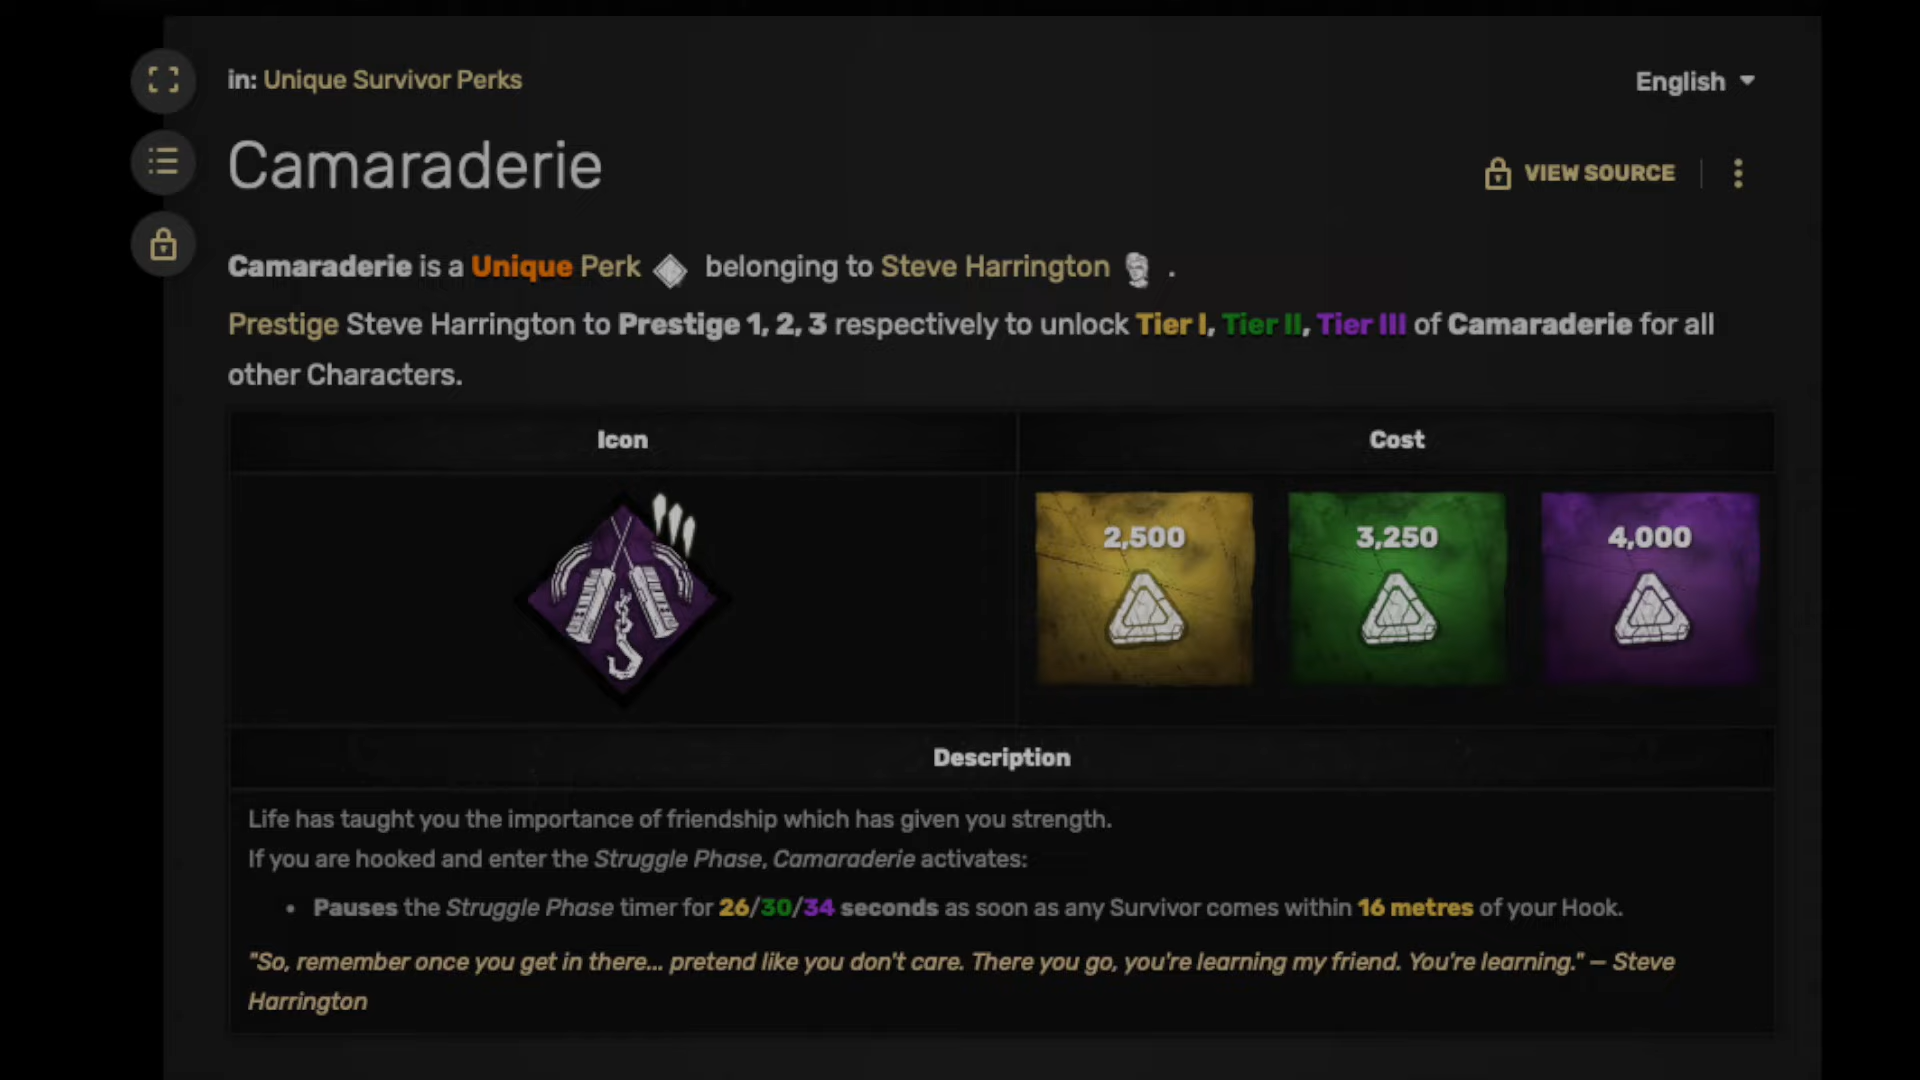 in: Unique Survivor Perks
English
Camaraderie
VIEW SOURCE
Camaraderie is a Unique Perk belonging to Steve Harrington .
Prestige Steve Harrington to Prestige 1, 2, 3 respectively to unlock Tier I, Tier II, Tier III of Camaraderie for all
other Characters.
Icon
Cost
2,500
3,250
4,000
Description
Life has taught you the importance of friendship which has given you strength.
If you are hooked and enter the Struggle Phase, Camaraderie activates:
• Pauses the Struggle Phase timer for 26/30/34 seconds as soon as any Survivor comes within 16 metres of your Hook.
"So, remember once you get in there... pretend like you don't care. There you go, you're learning my friend. You're learning." — Steve
Harrington